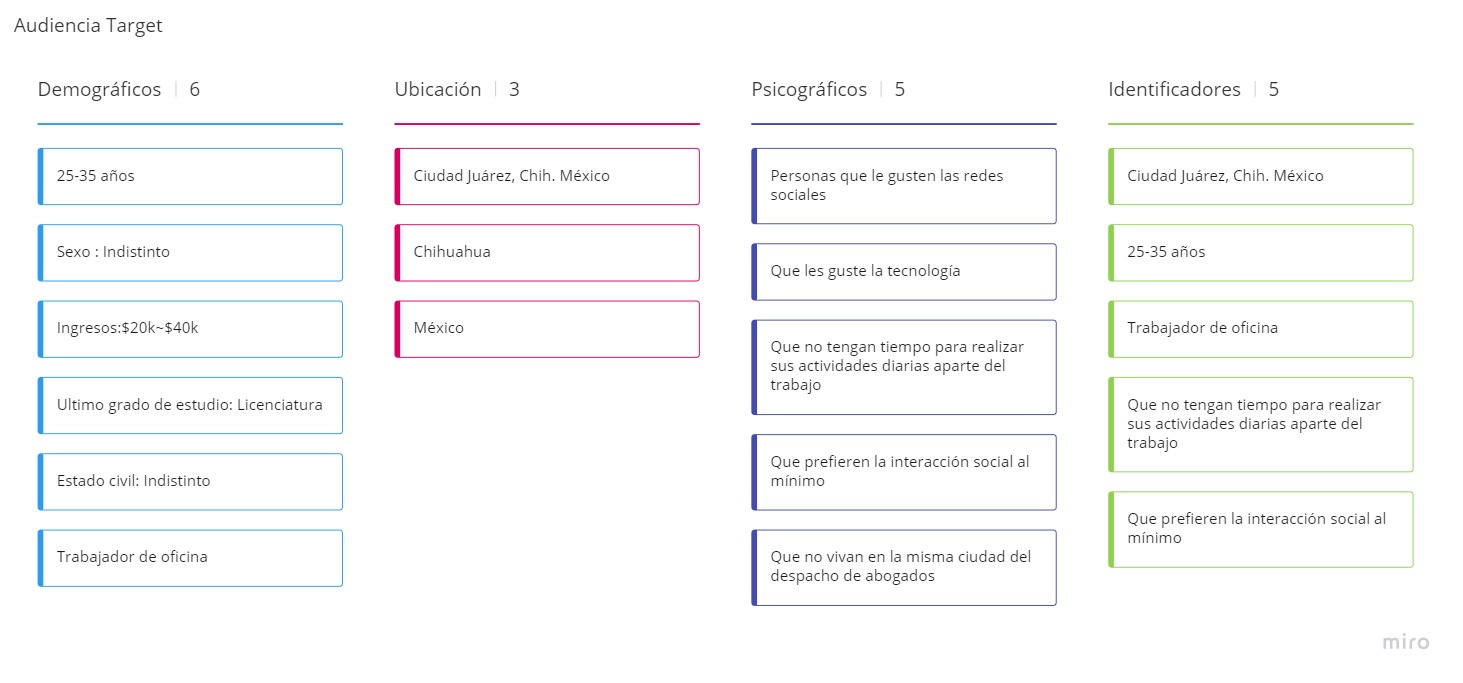 Audiencia Target
Demográficos | 6
25-35 años
Sexo : Indistinto
Ingresos:$20k~$40k
Ultimo grado de estudio: Licenciatura
Estado civil: Indistinto
Trabajador de oficina
Ubicación | 3
Ciudad Juárez, Chih. México
Chihuahua
México
Psicográficos | 5
Personas que le gusten las redes
sociales
Que les guste la tecnología
Que no tengan tiempo para realizar
sus actividades diarias aparte del
trabajo
Que prefieren la interacción social al
mínimo
Que no vivan en la misma ciudad del
despacho de abogados
Identificadores | 5
Ciudad Juárez, Chih. México
25-35 años
Trabajador de oficina
Que no tengan tiempo para realizar
sus actividades diarias aparte del
trabajo
Que prefieren la interacción social al
mínimo
miro